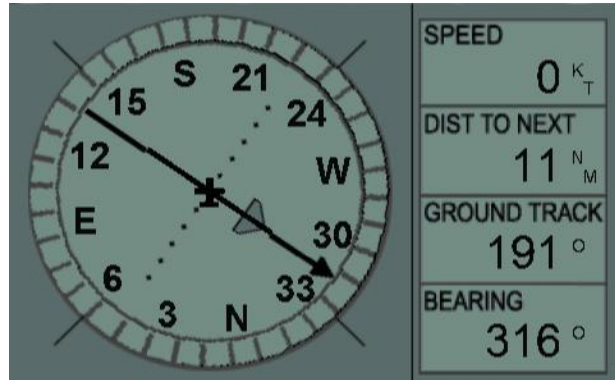 S
21
24
W
30
33
N
3
6
E
12
15
SPEED
0 KT
DIST TO NEXT
11 NM
GROUND TRACK
191 °
BEARING
316 °